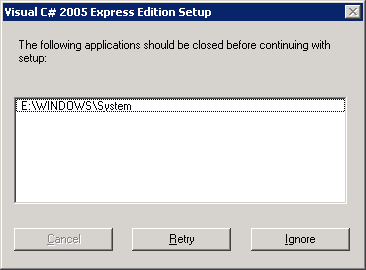 Visual C# 2005 Express Edition Setup
The following applications should be closed before continuing with
setup:
E:\WINDOWS\System
Cancel Retry Ignore